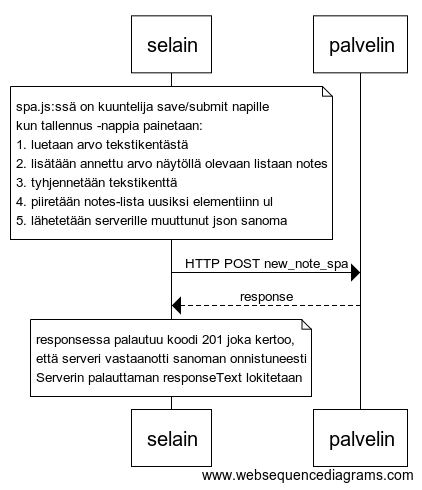 selain
palvelin
spa.js:ssä on kuuntelija save/submit napille
kun tallennus -nappia painetaan:
1. luetaan arvo tekstikentästä
2. lisätään annettu arvo näytöllä olevaan listaan notes
3. tyhjennetään tekstikenttä
4. piiretään notes-lista uusiksi elementiinn ul
5. lähetetään serverille muuttunut json sanoma
HTTP POST new_note_spa
response
responsessa palautuu koodi 201 joka kertoo,
että serveri vastaanotti sanoman onnistuneesti
Serverin palauttaman responseText lokitetaan
selain
palvelin
www.websequencediagrams.com